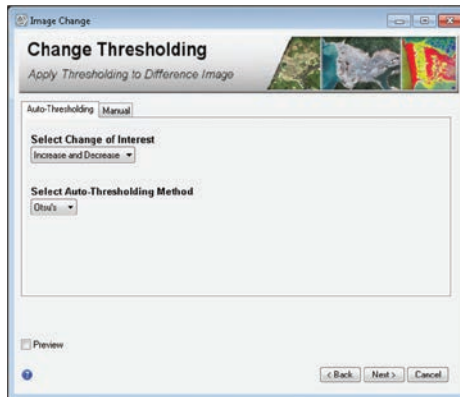 Image Change
Change Thresholding
Apply Thresholding to Difference Image
Auto-Thresholding Manual
Select Change of Interest
Increase and Decrease
Select Auto-Thresholding Method
Otsu's
Preview
< Back Next > Cancel